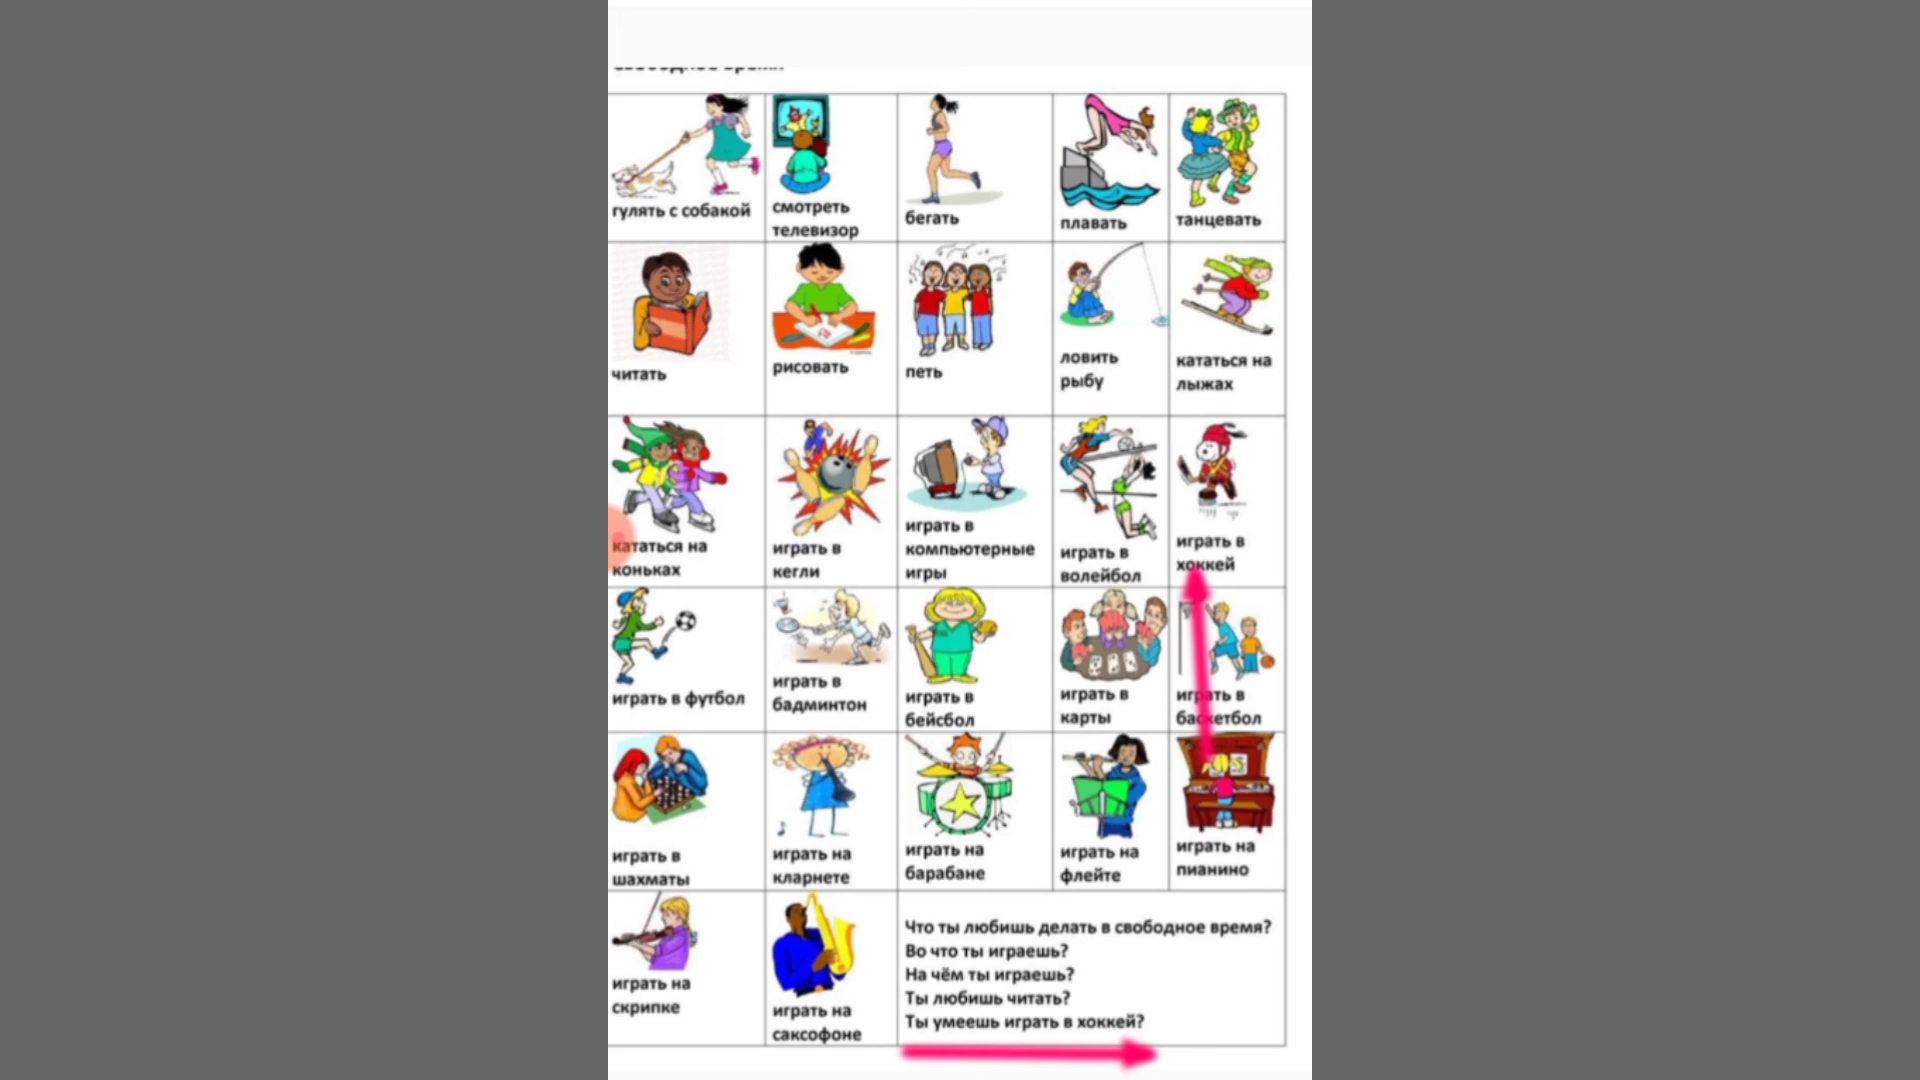 свободное время
гулять с собакой
смотреть
телевизор
бегать
плавать
танцевать
читать
рисовать
петь
ловить
рыбу
кататься на
лыжах
кататься на
коньках
играть в
кегли
играть в
компьютерные
игры
играть в
волейбол
играть в
хоккей
играть в футбол
играть в
бадминтон
играть в
бейсбол
играть в
карты
играть в
баскетбол
играть в
шахматы
играть на
кларнете
играть на
барабане
играть на
флейте
играть на
пианино
играть на
скрипке
играть на
саксофоне
Что ты любишь делать в свободное время?
Во что ты играешь?
На чём ты играешь?
Ты любишь читать?
Ты умеешь играть в хоккей?